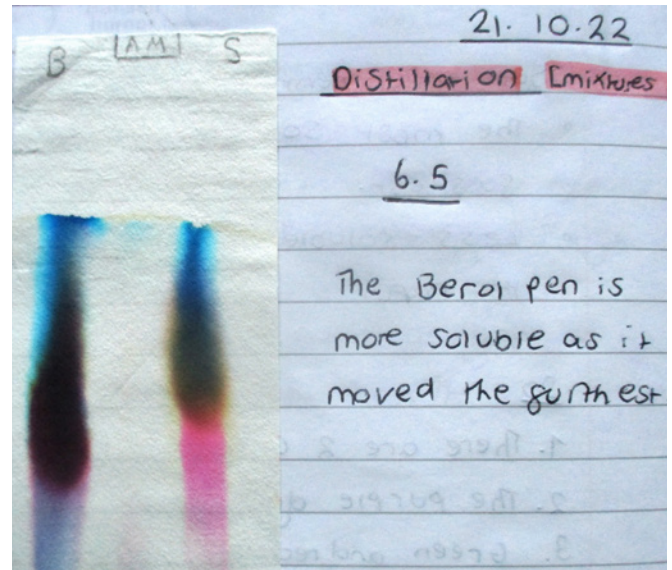 B [AM] S
21. 10.22
Distillation [mixtures
6.5
The Berol pen is
more soluble as it
moved the furthest